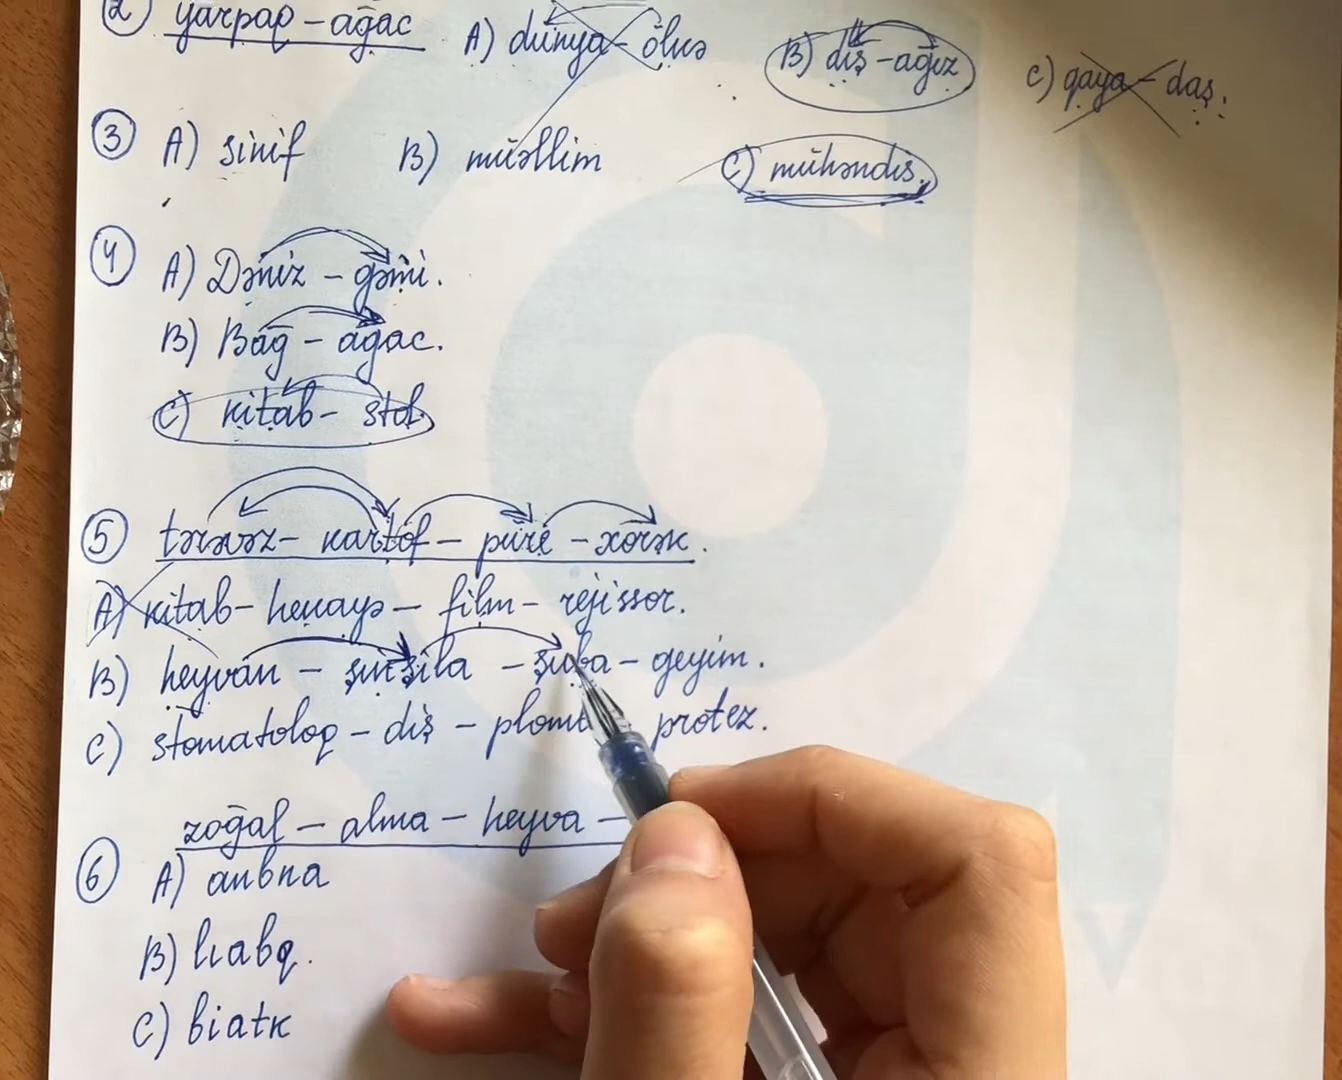 2 yarpaq – ağac A) dünya – ölkə B) diş – ağız C) qaya – daş.
3 A) sinif B) müəllim C) mühəndis.
4 A) Dəniz – gəmi.
B) Bağ – ağac.
C) kitab – stol
5 tərəvəz – kartof – püre – xörək.
A) kitab – hekayə – film – rejissor.
B) heyvan – şinşila – şuba – geyim.
C) stomatoloq – diş – protez.
zoğal – alma – heyva –
6 A) anbna
B) lıabq.
C) biatk